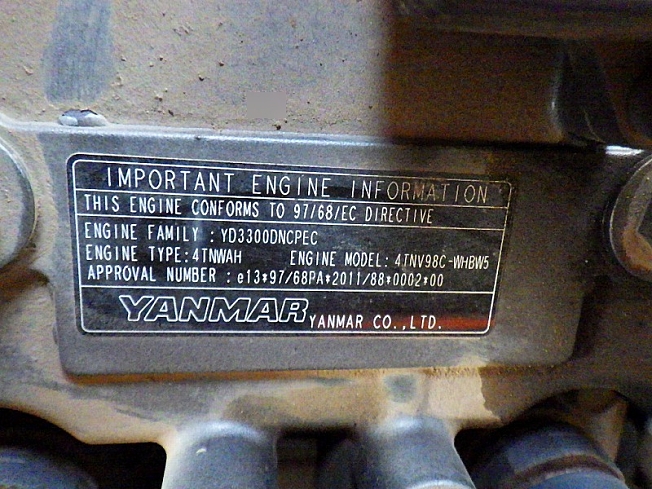 IMPORTANT ENGINE INFORMATION
THIS ENGINE CONFORMS TO 97/68/EC DIRECTIVE
ENGINE FAMILY : YD3300DNCPEC
ENGINE TYPE:4TNWAH ENGINE MODEL: 4TNV98C-WHBW5
APPROVAL NUMBER : e13*97/68PA*2011/88*0002*00
YANMAR YANMAR CO.,LTD.